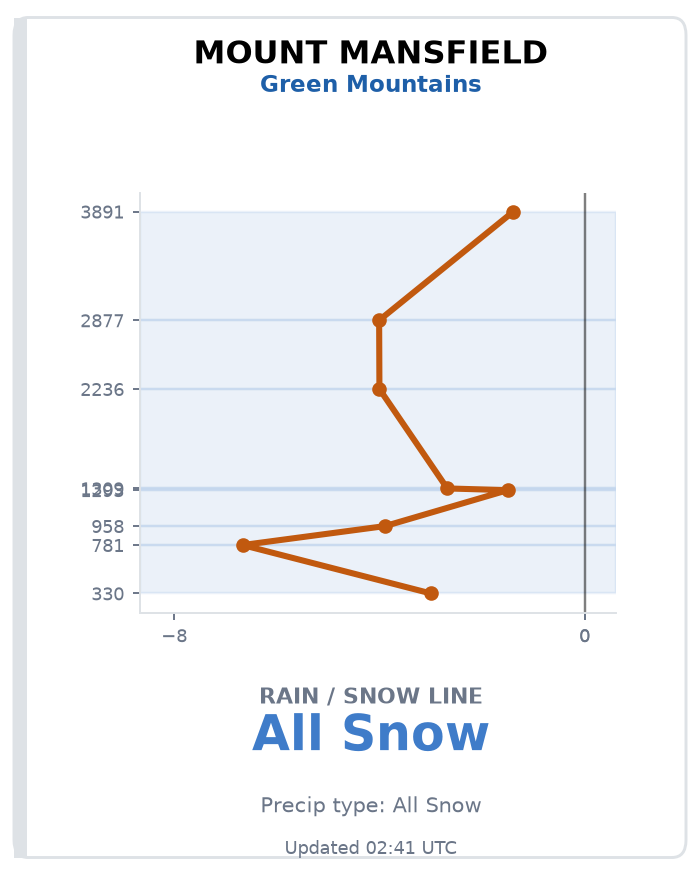 MOUNT MANSFIELD
Green Mountains
3891
2877
2236
958
781
330
−8 0
RAIN / SNOW LINE
All Snow
Precip type: All Snow
Updated 02:41 UTC